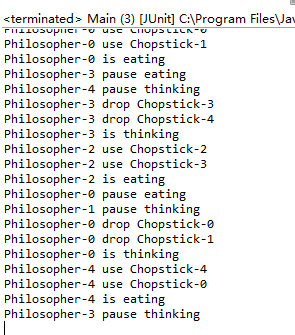 <terminated> Main (3) [JUnit] C:\Program Files\Jav
Philosopher-0 use Chopstick-0
Philosopher-0 use Chopstick-1
Philosopher-0 is eating
Philosopher-3 pause eating
Philosopher-4 pause thinking
Philosopher-3 drop Chopstick-3
Philosopher-3 drop Chopstick-4
Philosopher-3 is thinking
Philosopher-2 use Chopstick-2
Philosopher-2 use Chopstick-3
Philosopher-2 is eating
Philosopher-0 pause eating
Philosopher-1 pause thinking
Philosopher-0 drop Chopstick-0
Philosopher-0 drop Chopstick-1
Philosopher-0 is thinking
Philosopher-4 use Chopstick-4
Philosopher-4 use Chopstick-0
Philosopher-4 is eating
Philosopher-3 pause thinking